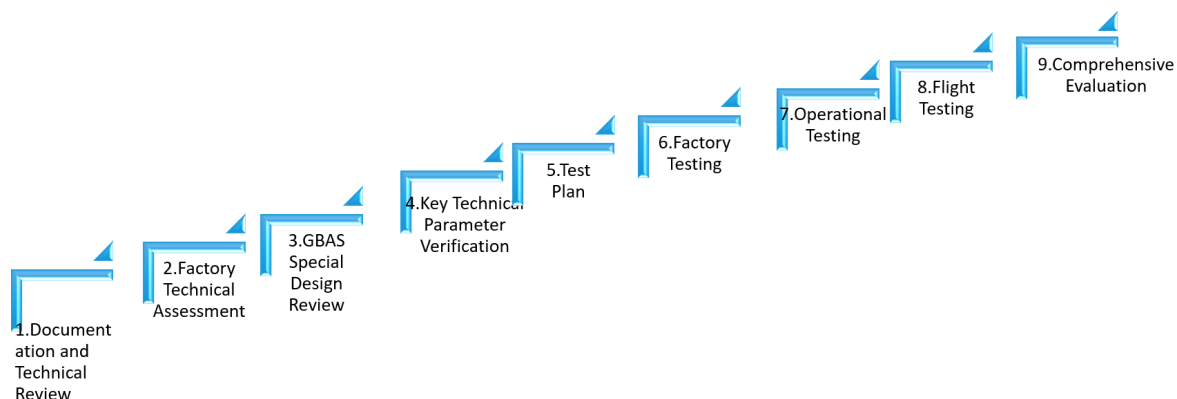 1.Document
ation and
Technical
Review
2.Factory
Technical
Assessment
3.GBAS
Special
Design
Review
4.Key Technical
Parameter
Verification
5.Test
Plan
6.Factory
Testing
7.Operational
Testing
8.Flight
Testing
9.Comprehensive
Evaluation